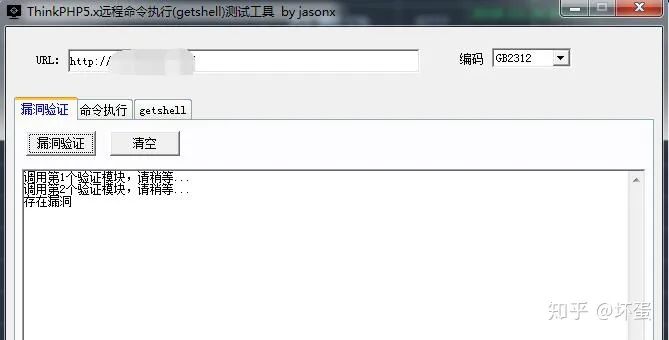 ThinkPHP5.x远程命令执行(getshell)测试工具 by jasonx
URL: http://
编码 GB2312
漏洞验证 命令执行 getshell
漏洞验证 清空
调用第1个验证模块，请稍等...
调用第2个验证模块，请稍等...
存在漏洞
知乎 @坏蛋